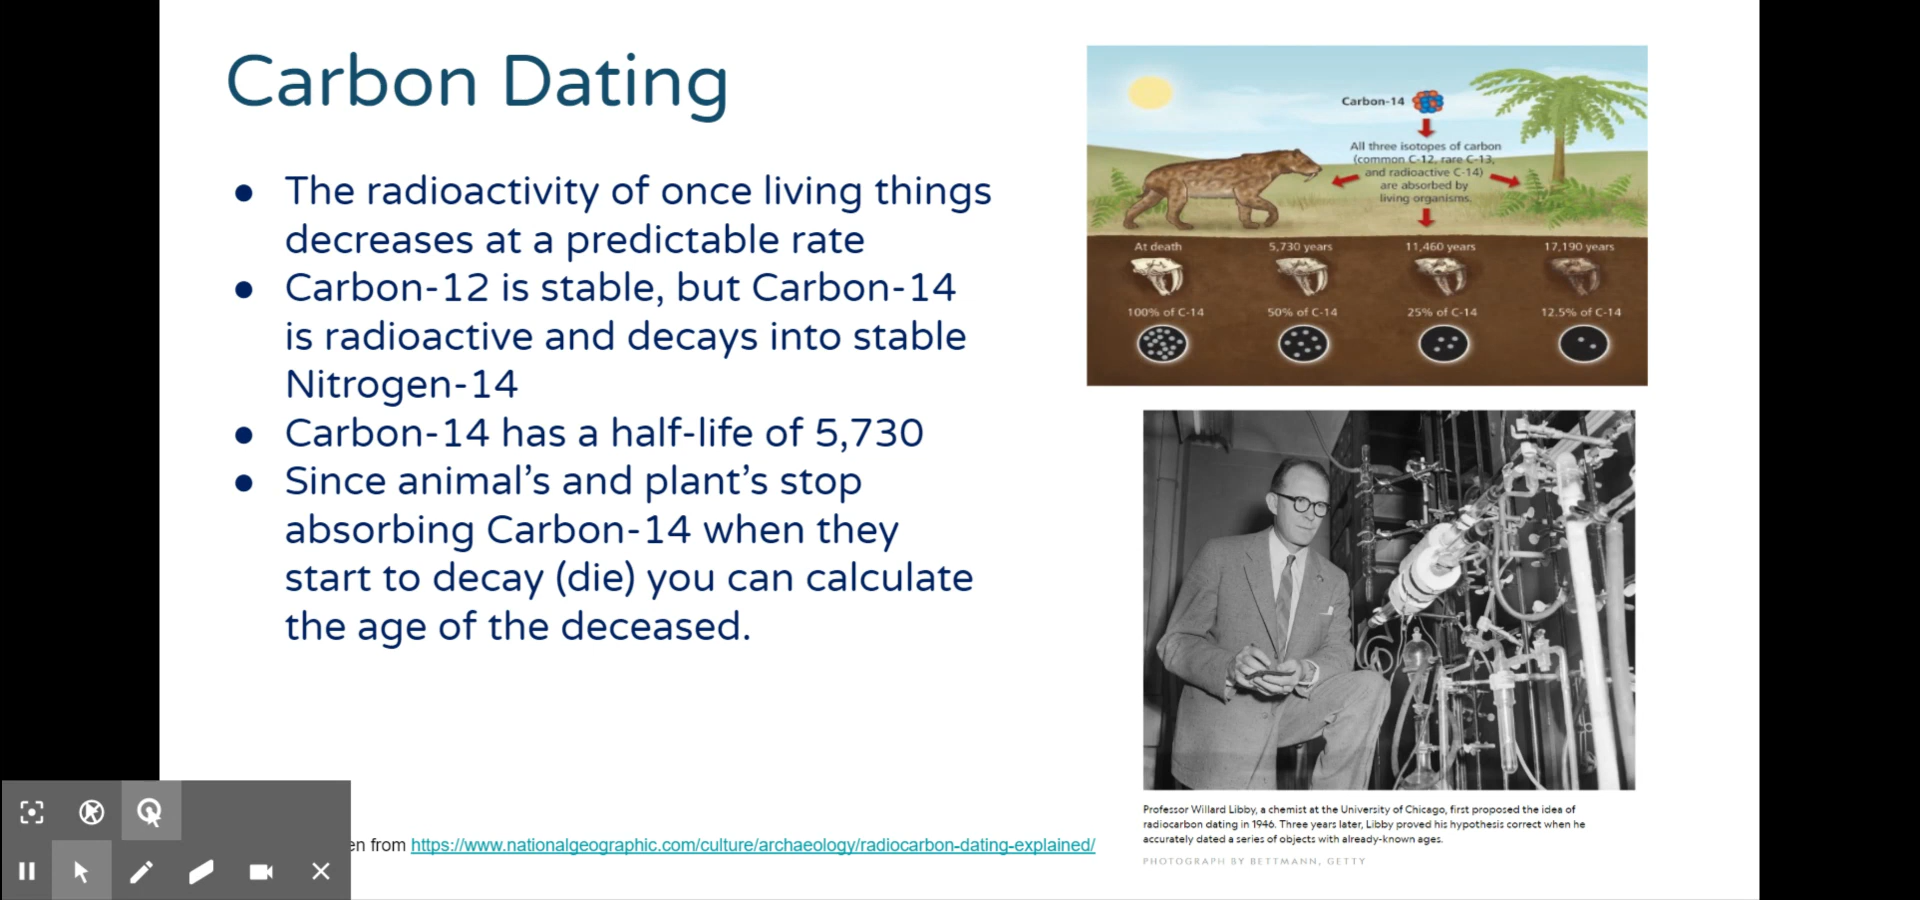 Carbon Dating
● The radioactivity of once living things
decreases at a predictable rate
● Carbon-12 is stable, but Carbon-14
is radioactive and decays into stable
Nitrogen-14
● Carbon-14 has a half-life of 5,730
● Since animal's and plant's stop
absorbing Carbon-14 when they
start to decay (die) you can calculate
the age of the deceased.
Carbon-14
All three isotopes of carbon
(common C-12, rare C-13,
and radioactive C-14)
are absorbed by
living organisms.
At death 5,730 years 11,460 years 17,190 years
100% of C-14 50% of C-14 25% of C-14 12.5% of C-14
Professor Willard Libby, a chemist at the University of Chicago, first proposed the idea of
radiocarbon dating in 1946. Three years later, Libby proved his hypothesis correct when he
accurately dated a series of objects with already-known ages.
PHOTOGRAPH BY BETTMANN, GETTY
from https://www.nationalgeographic.com/culture/archaeology/radiocarbon-dating-explained/